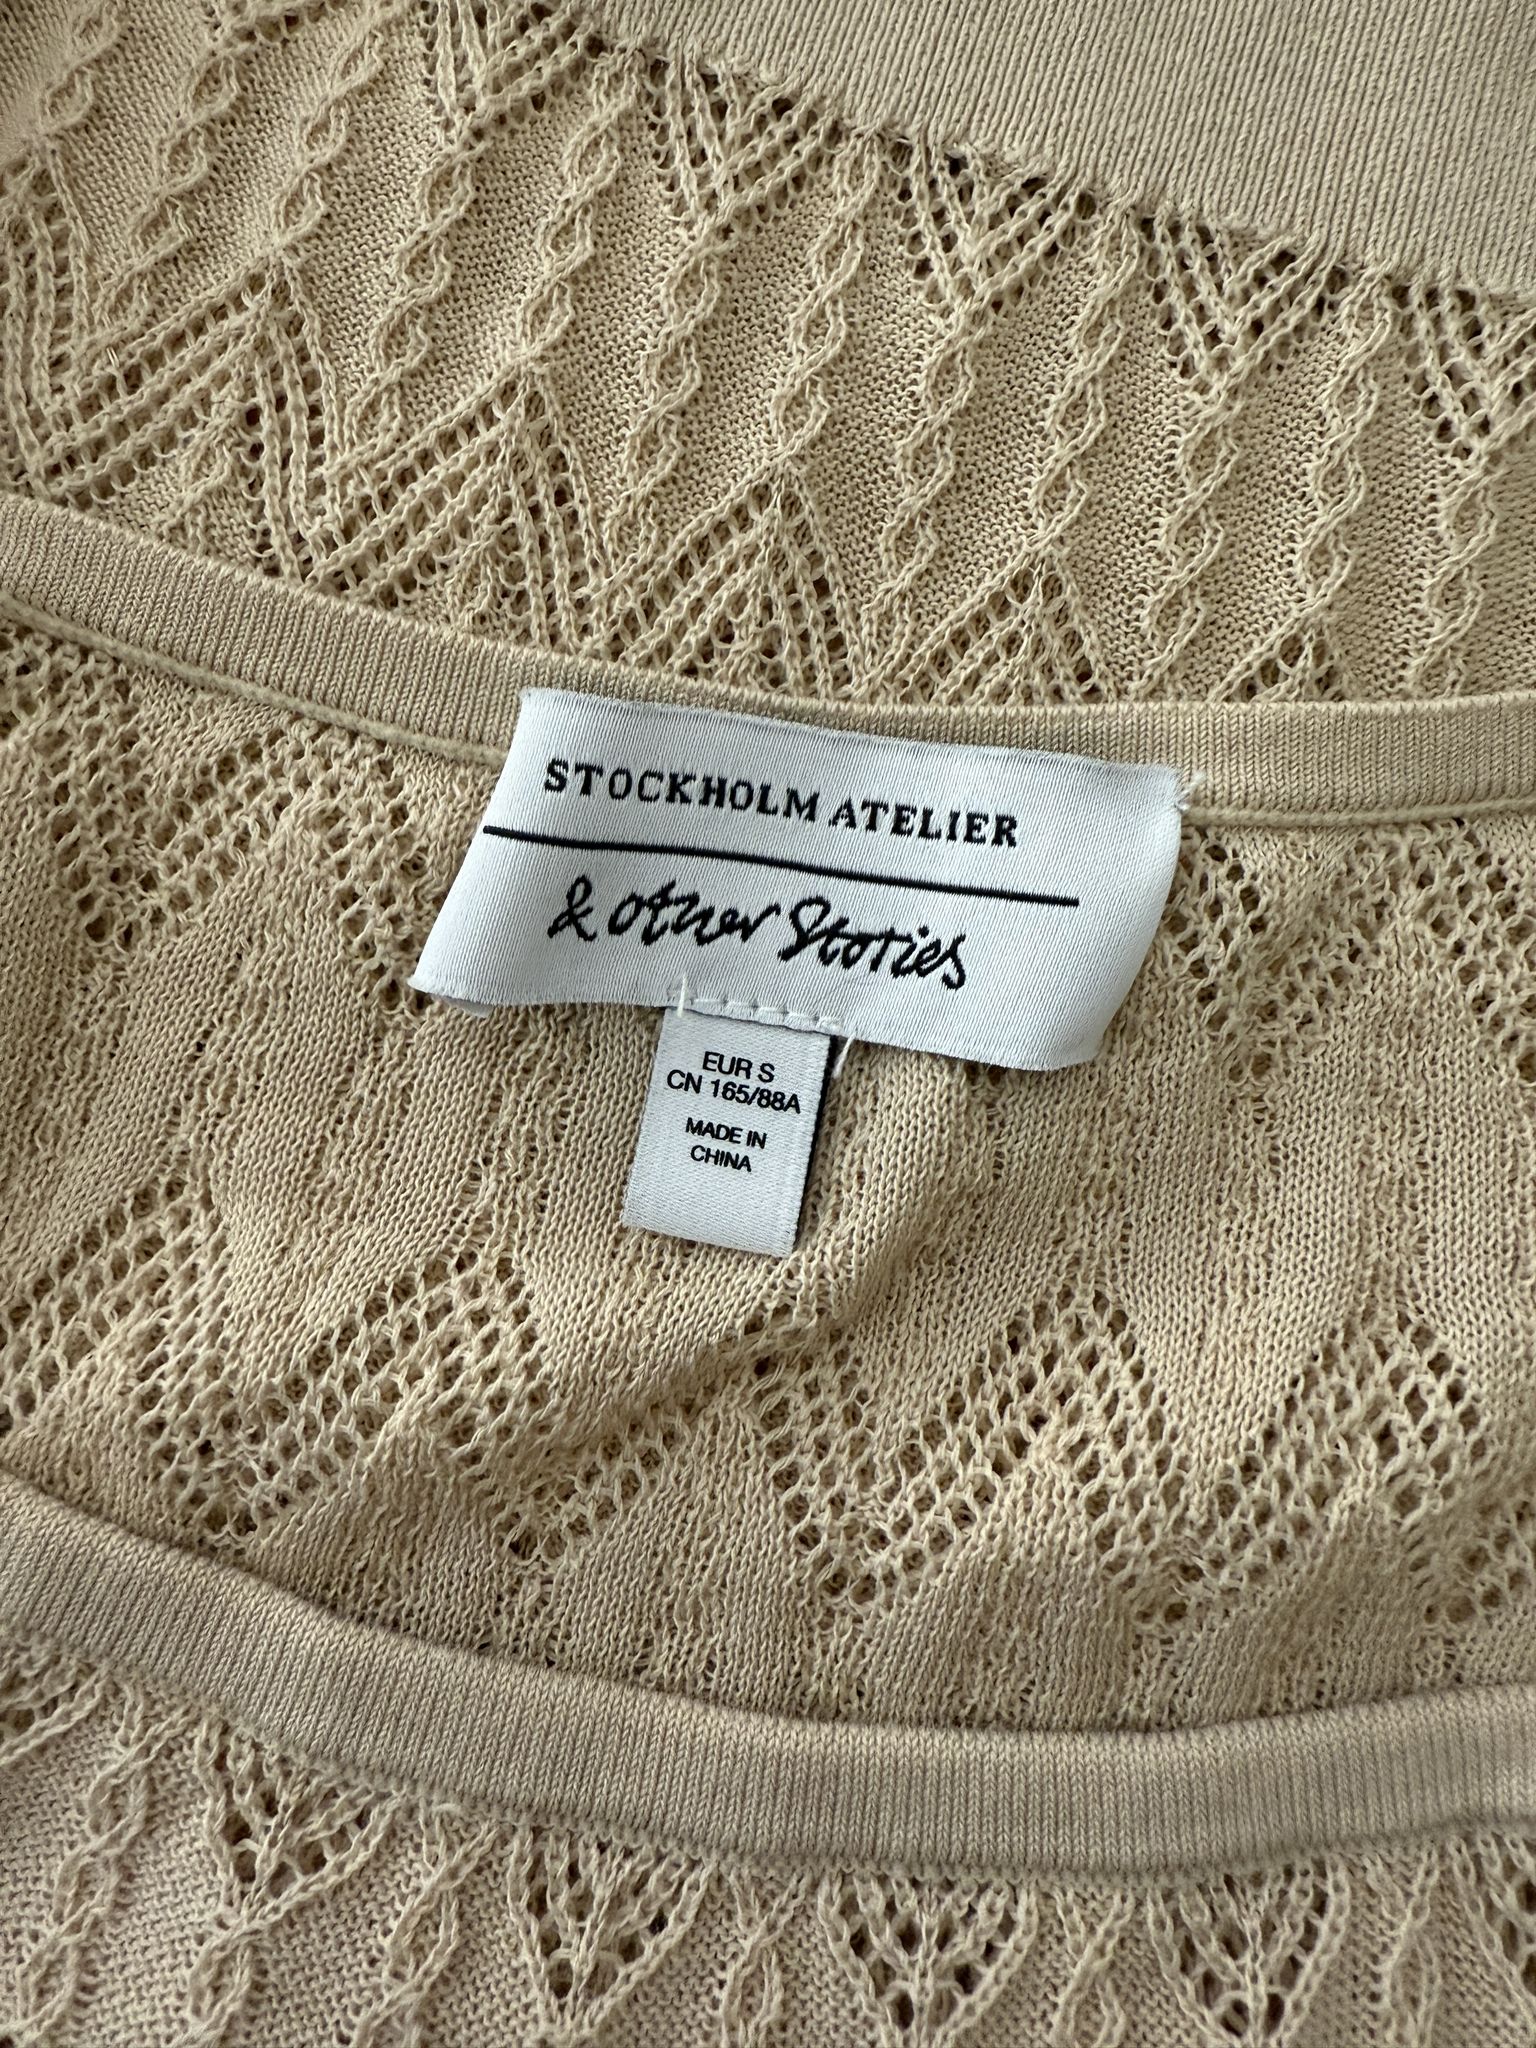 STOCKHOLM ATELIER
& other Stories
EUR S
CN 165/88A
MADE IN
CHINA